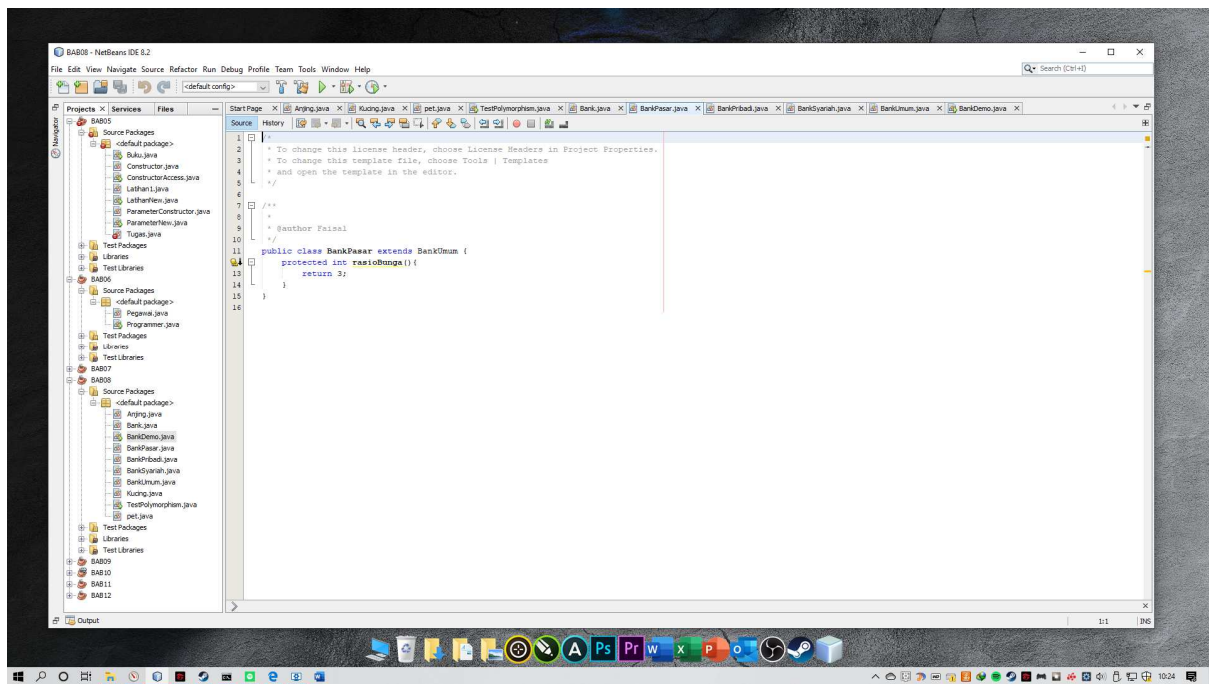 BAB08 - NetBeans IDE 8.2
File Edit View Navigate Source Refactor Run Debug Profile Team Tools Window Help
Search (Ctrl+I)
<default config>
Projects Services Files
Start Page Anjing.java Kucing.java pet.java TestPolymorphism.java Bank.java BankPasar.java BankPribadi.java BankSyariah.java BankUmum.java BankDemo.java
Navigator
Source History
BAB05
Source Packages
<default package>
Buku.java
Constructor.java
ConstructorAccess.java
Latihan1.java
LatihanNew.java
ParameterConstructor.java
ParameterNew.java
Tugas.java
Test Packages
Libraries
Test Libraries
BAB06
Source Packages
<default package>
Pegawai.java
Programmer.java
Test Packages
Libraries
Test Libraries
BAB07
BAB08
Source Packages
<default package>
Anjing.java
Bank.java
BankDemo.java
BankPasar.java
BankPribadi.java
BankSyariah.java
BankUmum.java
Kucing.java
TestPolymorphism.java
pet.java
Test Packages
Libraries
Test Libraries
BAB09
BAB10
BAB11
BAB12
1 /*
2 * To change this license header, choose License Headers in Project Properties.
3 * To change this template file, choose Tools | Templates
4 * and open the template in the editor.
5 */
6
7 /**
8 *
9 * @author Faisal
10 */
11 public class BankPasar extends BankUmum {
protected int rasioBunga(){
13 return 3;
14 }
15 }
16
Output
1:1 INS
A Ps Pr W X P O
10:24